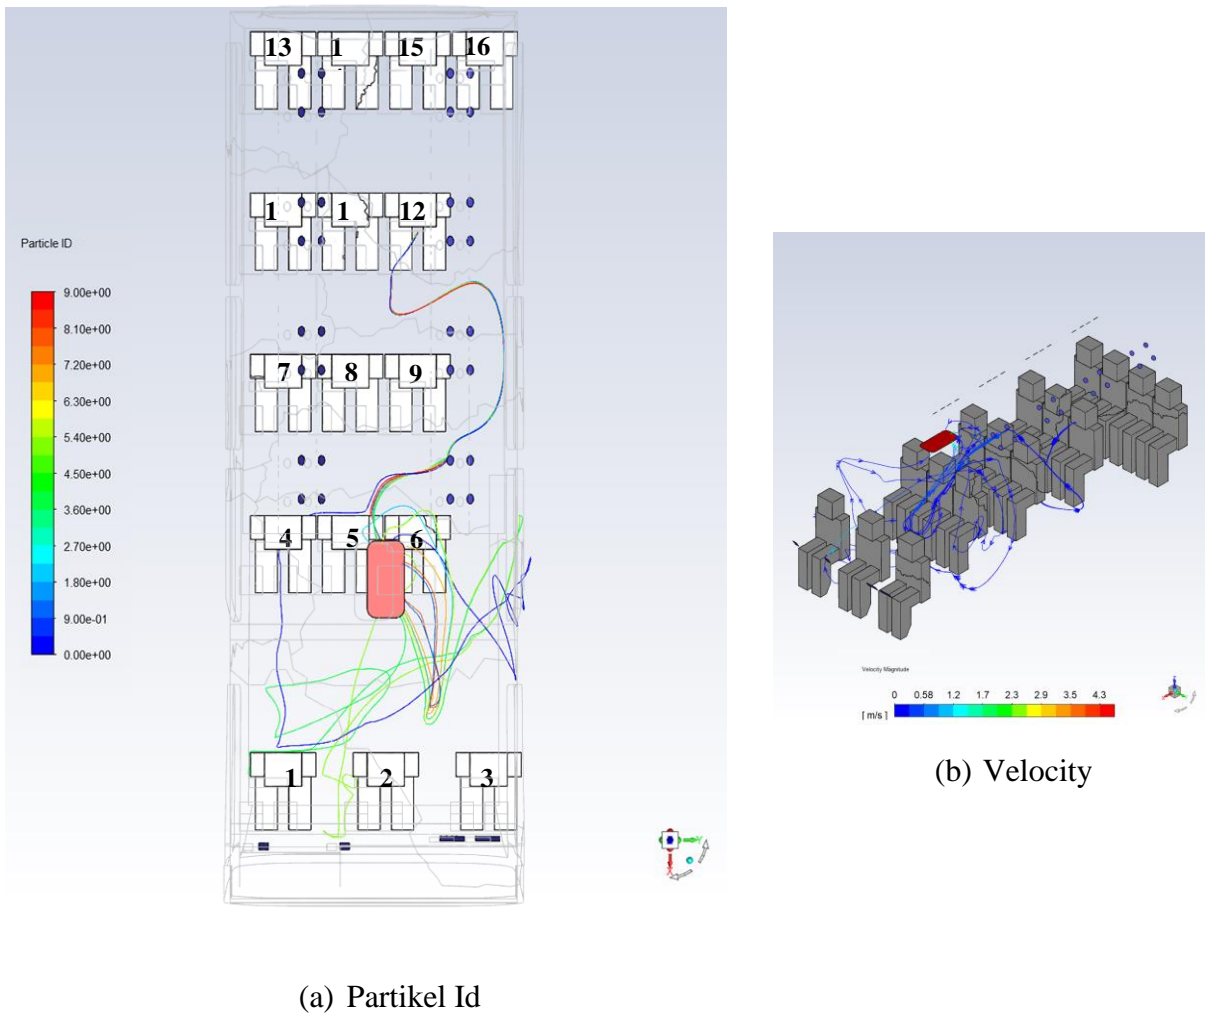 13 1 15 16
1 1 12
Particle ID
9.00e+00
8.10e+00
7.20e+00
6.30e+00
5.40e+00
4.50e+00
3.60e+00
2.70e+00
1.80e+00
9.00e-01
0.00e+00
7 8 9
4 5 6
1 2 3
Velocity Magnitude
0 0.58 1.2 1.7 2.3 2.9 3.5 4.3
[ m/s ]
(b) Velocity
(a) Partikel Id